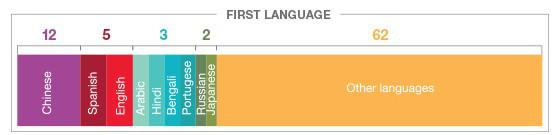 FIRST LANGUAGE
12 5 3 2 62
Chinese
Spanish
English
Arabic
Hindi
Bengali
Portugese
Russian
Japanese
Other languages